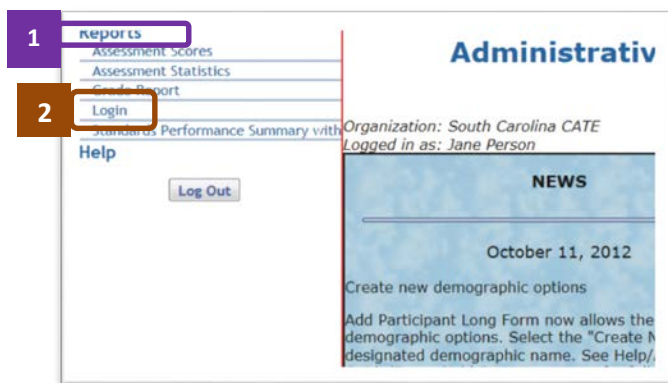 1
Reports
Assessment Scores
Assessment Statistics
Grade Report
2
Login
Standards Performance Summary with
Help
Log Out
Administrativ
Organization: South Carolina CATE
Logged in as: Jane Person
NEWS
October 11, 2012
Create new demographic options
Add Participant Long Form now allows the
demographic options. Select the "Create N
designated demographic name. See Help/